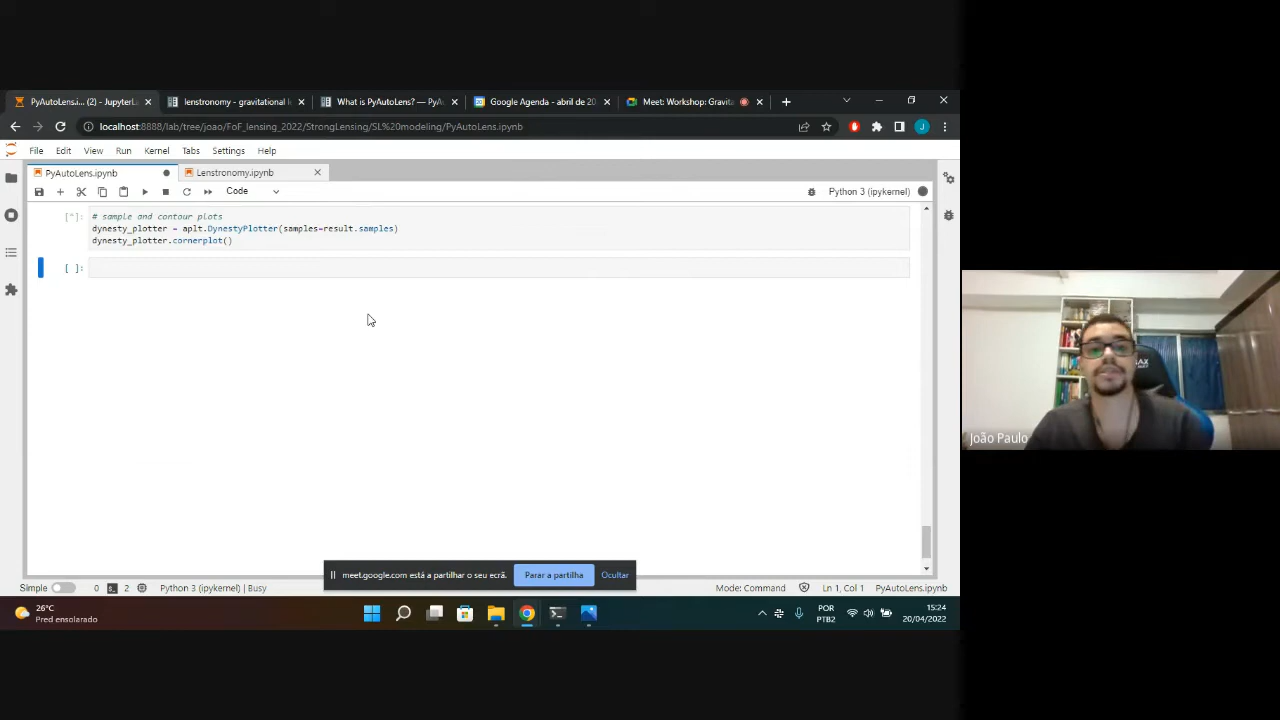 PyAutoLens.i... (2) - JupyterLa
lenstronomy - gravitational l
What is PyAutoLens? — PyA
Google Agenda - abril de 20
Meet: Workshop: Gravita
localhost:8888/lab/tree/joao/FoF_lensing_2022/StrongLensing/SL%20modeling/PyAutoLens.ipynb
File Edit View Run Kernel Tabs Settings Help
PyAutoLens.ipynb
Lenstronomy.ipynb
Code
Python 3 (ipykernel)
[*]:
# sample and contour plots
dynesty_plotter = aplt.DynestyPlotter(samples=result.samples)
dynesty_plotter.cornerplot()
[ ]:
João Paulo
meet.google.com está a partilhar o seu ecrã.
Parar a partilha
Ocultar
Simple
0
2
Python 3 (ipykernel) | Busy
Mode: Command
Ln 1, Col 1
PyAutoLens.ipynb
26°C
Pred ensolarado
POR
PTB2
15:24
20/04/2022